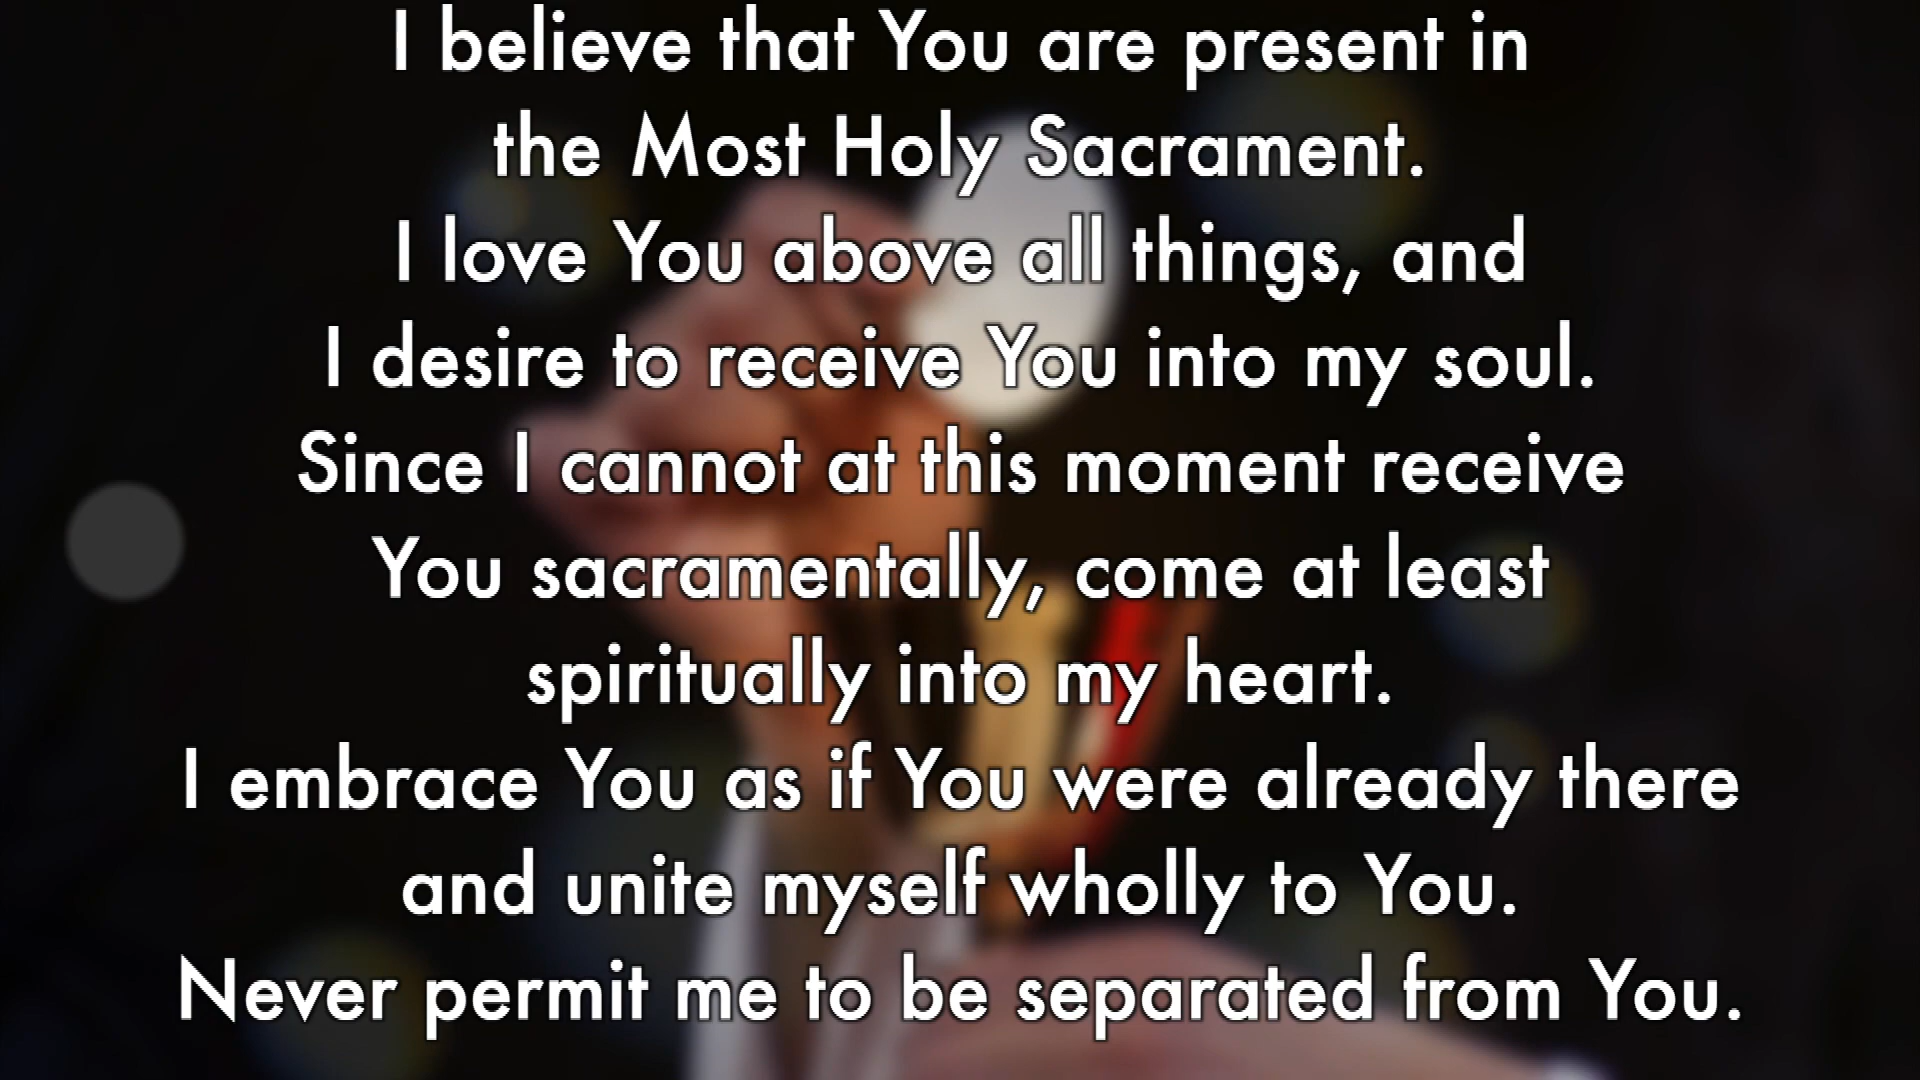 I believe that You are present in
the Most Holy Sacrament.
I love You above all things, and
I desire to receive You into my soul.
Since I cannot at this moment receive
You sacramentally, come at least
spiritually into my heart.
I embrace You as if You were already there
and unite myself wholly to You.
Never permit me to be separated from You.